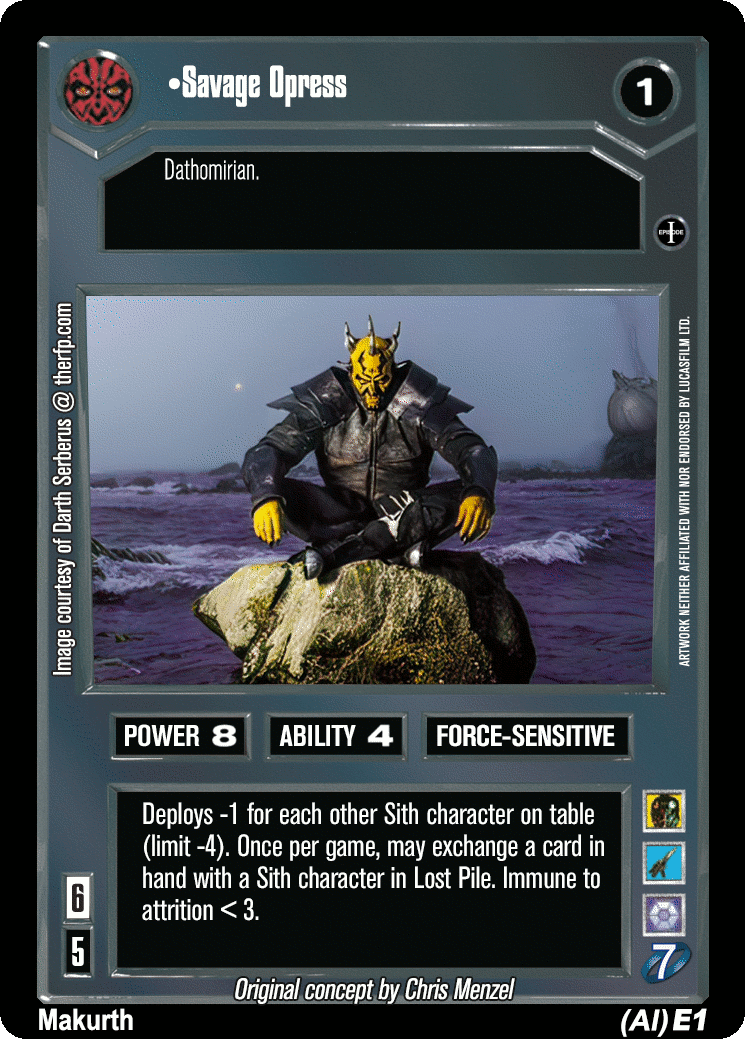 •Savage Opress
1
Dathomirian.
EPISODE
I
Image courtesy of Darth Serberus @ therfp.com
ARTWORK NEITHER AFFILIATED WITH NOR ENDORSED BY LUCASFILM LTD.
POWER 8
ABILITY 4
FORCE-SENSITIVE
Deploys -1 for each other Sith character on table
(limit -4). Once per game, may exchange a card in
hand with a Sith character in Lost Pile. Immune to
attrition < 3.
6
5
7
Original concept by Chris Menzel
Makurth
(AI) E1